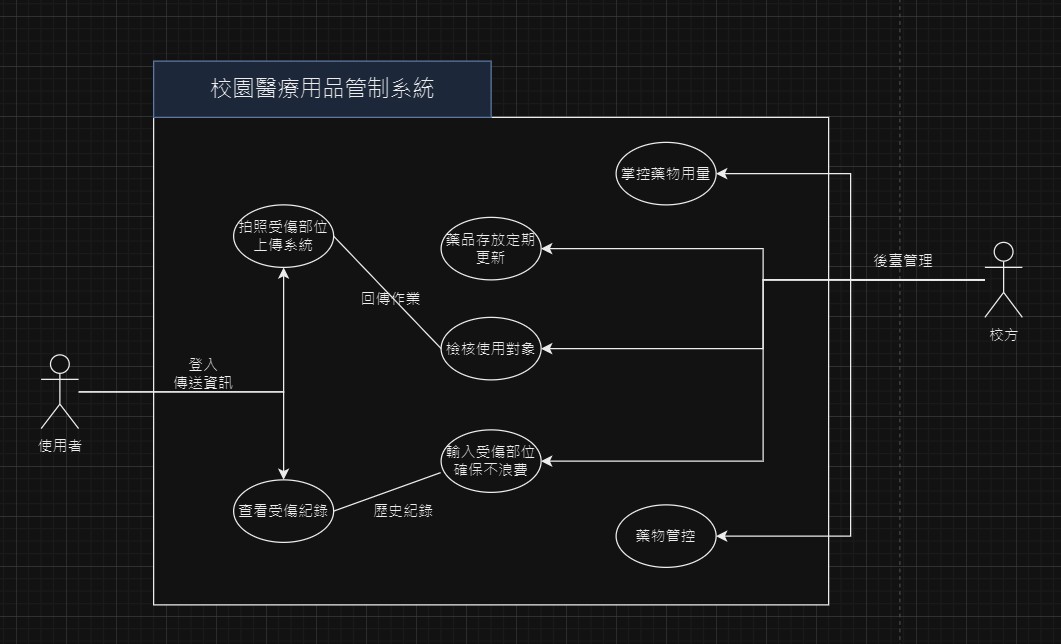 校園醫療用品管制系統
掌控藥物用量
拍照受傷部位
上傳系統
藥品存放定期
更新
後臺管理
回傳作業
校方
檢核使用對象
登入
傳送資訊
使用者
輸入受傷部位
確保不浪費
查看受傷紀錄
歷史紀錄
藥物管控